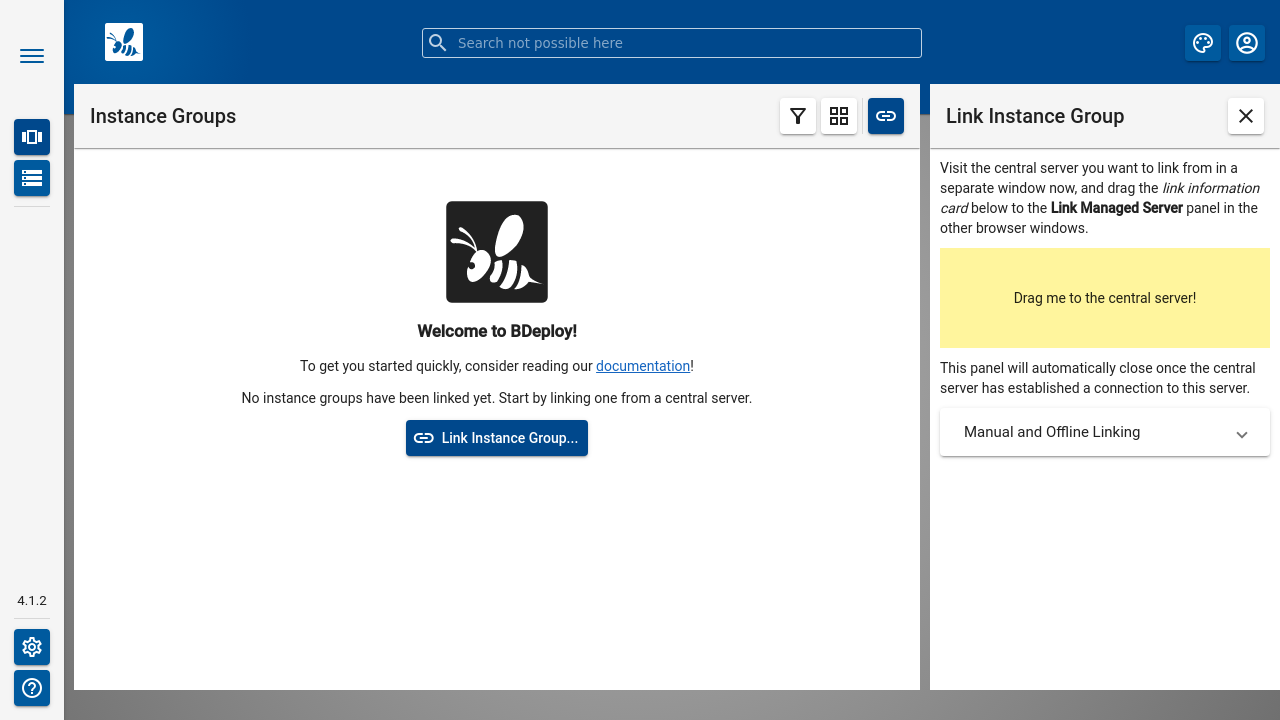 Search not possible here
Instance Groups
Link Instance Group
Visit the central server you want to link from in a
separate window now, and drag the link information
card below to the Link Managed Server panel in the
other browser windows.
Drag me to the central server!
This panel will automatically close once the central
server has established a connection to this server.
Manual and Offline Linking
Welcome to BDeploy!
To get you started quickly, consider reading our documentation!
No instance groups have been linked yet. Start by linking one from a central server.
Link Instance Group...
4.1.2